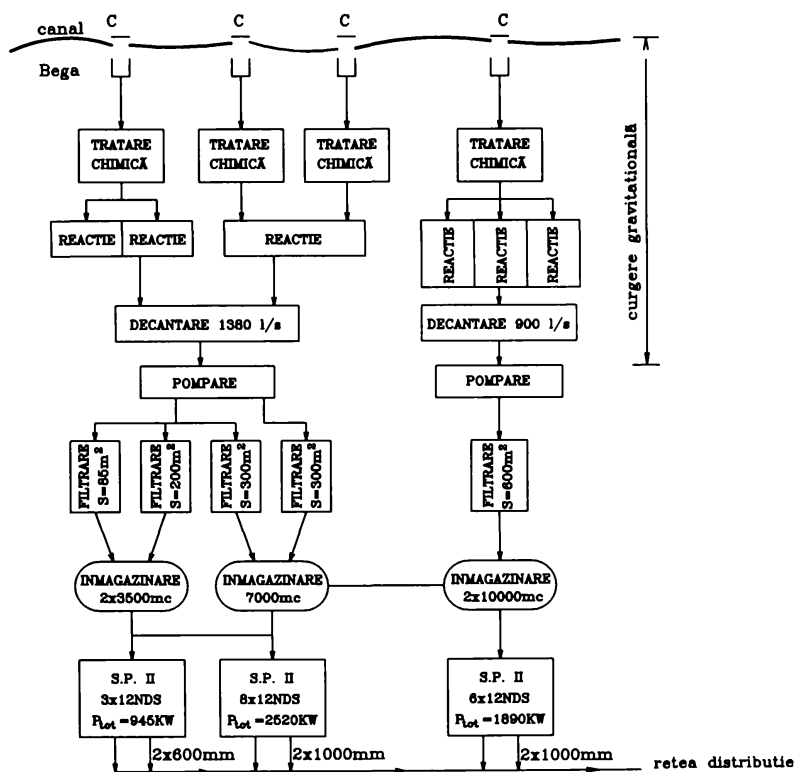 C C C C
canal
Bega
TRATARE
CHIMICĂ
TRATARE
CHIMICĂ
TRATARE
CHIMICĂ
TRATARE
CHIMICĂ
curgere gravitatională
REACTIE
REACTIE
REACTIE
REACTIE
REACTIE
REACTIE
DECANTARE 1380 l/s
DECANTARE 900 l/s
POMPARE
POMPARE
FILTRARE
S=85m²
FILTRARE
S=200m²
FILTRARE
S=300m²
FILTRARE
S=300m²
FILTRARE
S=600m²
INMAGAZINARE
2x3500mc
INMAGAZINARE
7000mc
INMAGAZINARE
2x10000mc
S.P. II
3x12NDS
Ptot=945KW
S.P. II
8x12NDS
Ptot=2520KW
S.P. II
6x12NDS
Ptot=1890KW
2x600mm
2x1000mm
2x1000mm
retea distributie